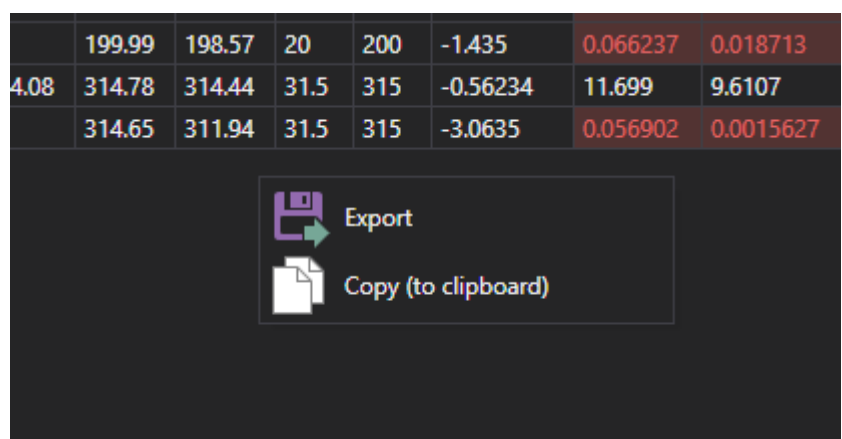 199.99 198.57 20 200 -1.435 0.066237 0.018713
4.08 314.78 314.44 31.5 315 -0.56234 11.699 9.6107
314.65 311.94 31.5 315 -3.0635 0.056902 0.0015627
Export
Copy (to clipboard)